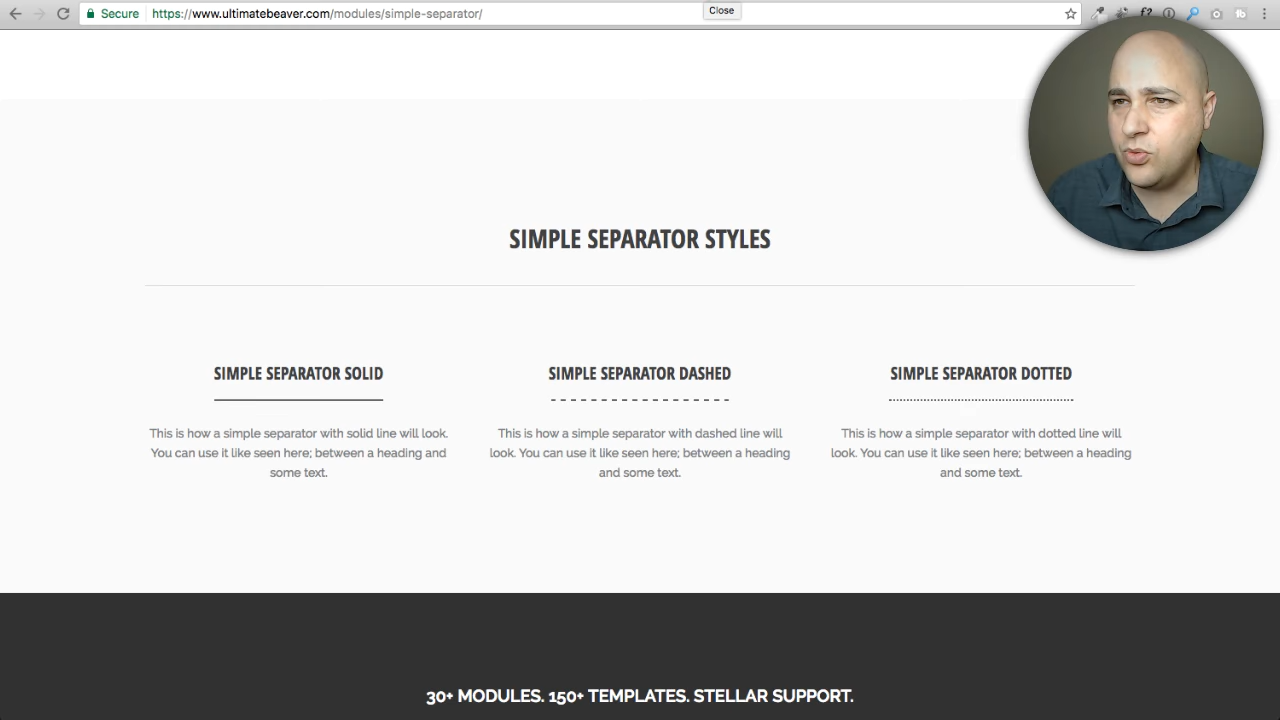 Secure https://www.ultimatebeaver.com/modules/simple-separator/
Close
f?
SIMPLE SEPARATOR STYLES
SIMPLE SEPARATOR SOLID
This is how a simple separator with solid line will look.
You can use it like seen here; between a heading and
some text.
SIMPLE SEPARATOR DASHED
This is how a simple separator with dashed line will
look. You can use it like seen here; between a heading
and some text.
SIMPLE SEPARATOR DOTTED
This is how a simple separator with dotted line will
look. You can use it like seen here; between a heading
and some text.
30+ MODULES. 150+ TEMPLATES. STELLAR SUPPORT.